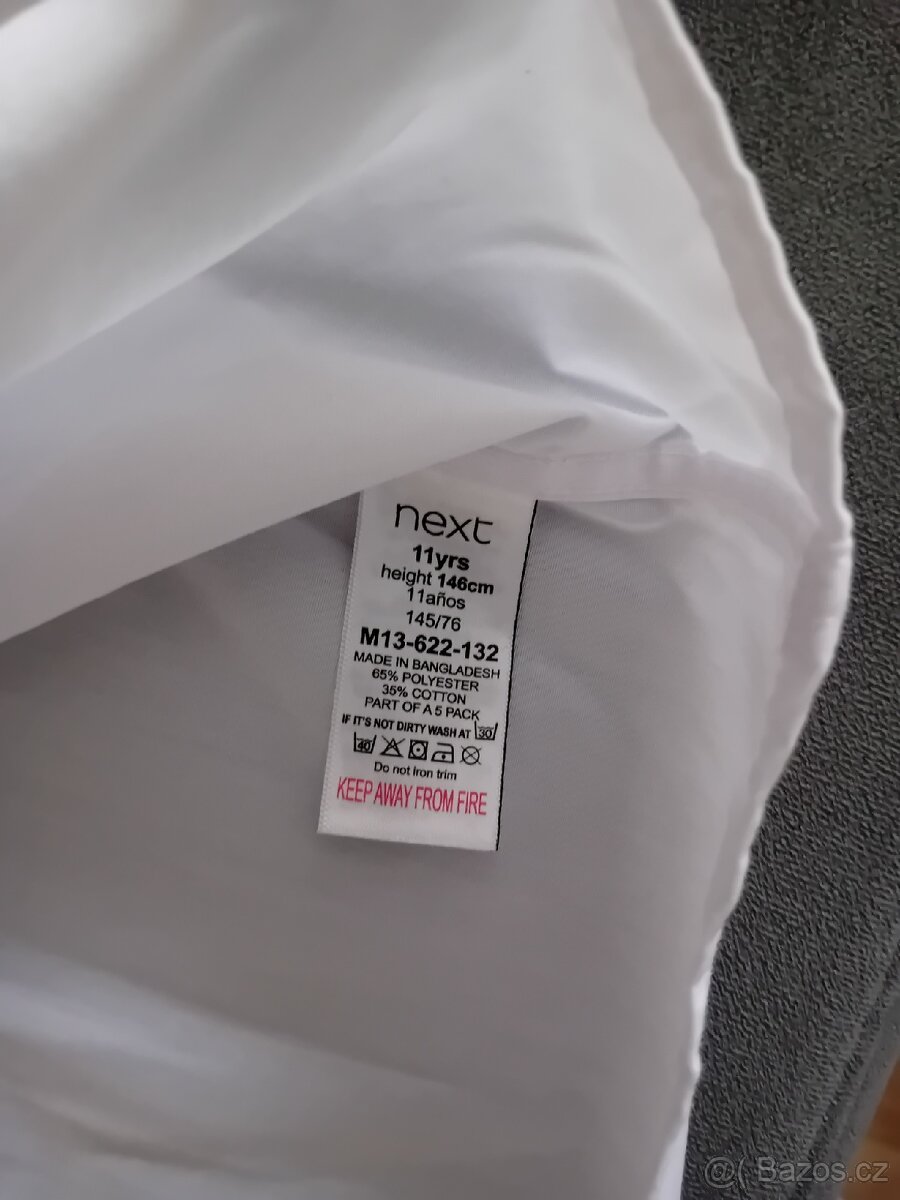 next
11yrs
height 146cm
11años
145/76
M13-622-132
MADE IN BANGLADESH
65% POLYESTER
35% COTTON
PART OF A 5 PACK
IF IT'S NOT DIRTY WASH AT 30
40
Do not iron trim
KEEP AWAY FROM FIRE
@( Bazos.cz